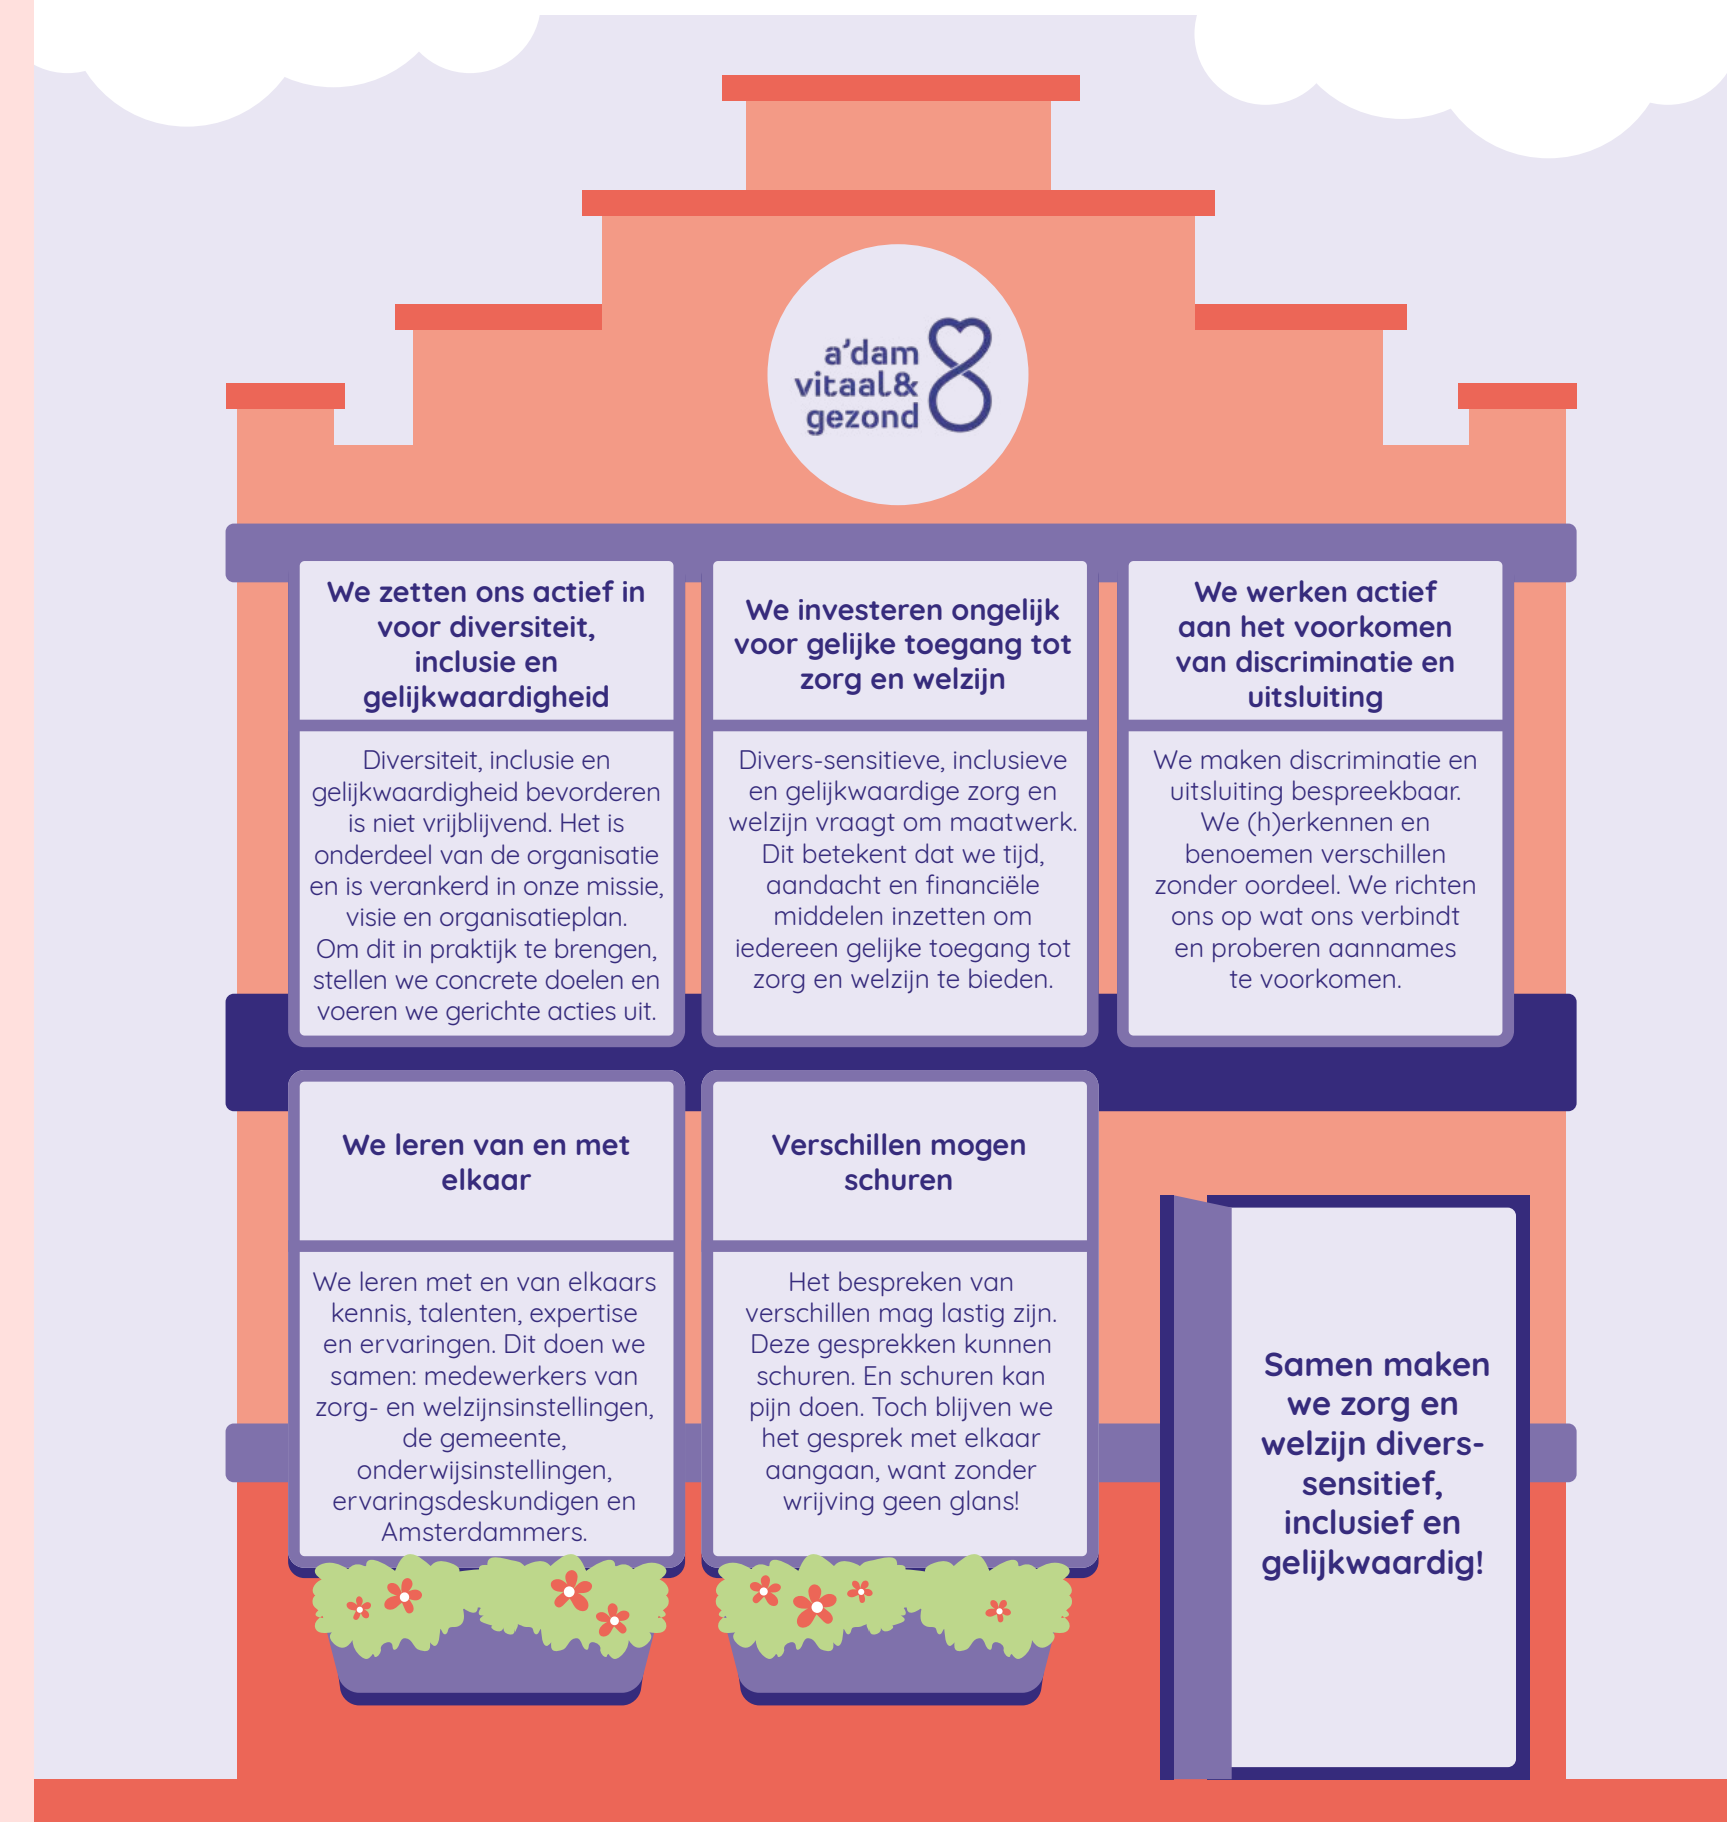 a'dam
vitaal&
gezond
We zetten ons actief in
voor diversiteit,
inclusie en
gelijkwaardigheid
Diversiteit, inclusie en
gelijkwaardigheid bevorderen
is niet vrijblijvend. Het is
onderdeel van de organisatie
en is verankerd in onze missie,
visie en organisatieplan.
Om dit in praktijk te brengen,
stellen we concrete doelen en
voeren we gerichte acties uit.
We investeren ongelijk
voor gelijke toegang tot
zorg en welzijn
Divers-sensitieve, inclusieve
en gelijkwaardige zorg en
welzijn vraagt om maatwerk.
Dit betekent dat we tijd,
aandacht en financiële
middelen inzetten om
iedereen gelijke toegang tot
zorg en welzijn te bieden.
We werken actief
aan het voorkomen
van discriminatie en
uitsluiting
We maken discriminatie en
uitsluiting bespreekbaar.
We (h)erkennen en
benoemen verschillen
zonder oordeel. We richten
ons op wat ons verbindt
en proberen aannames
te voorkomen.
We leren van en met
elkaar
We leren met en van elkaars
kennis, talenten, expertise
en ervaringen. Dit doen we
samen: medewerkers van
zorg- en welzijnsinstellingen,
de gemeente,
onderwijsinstellingen,
ervaringsdeskundigen en
Amsterdammers.
Verschillen mogen
schuren
Het bespreken van
verschillen mag lastig zijn.
Deze gesprekken kunnen
schuren. En schuren kan
pijn doen. Toch blijven we
het gesprek met elkaar
aangaan, want zonder
wrijving geen glans!
Samen maken
we zorg en
welzijn divers-
sensitief,
inclusief en
gelijkwaardig!